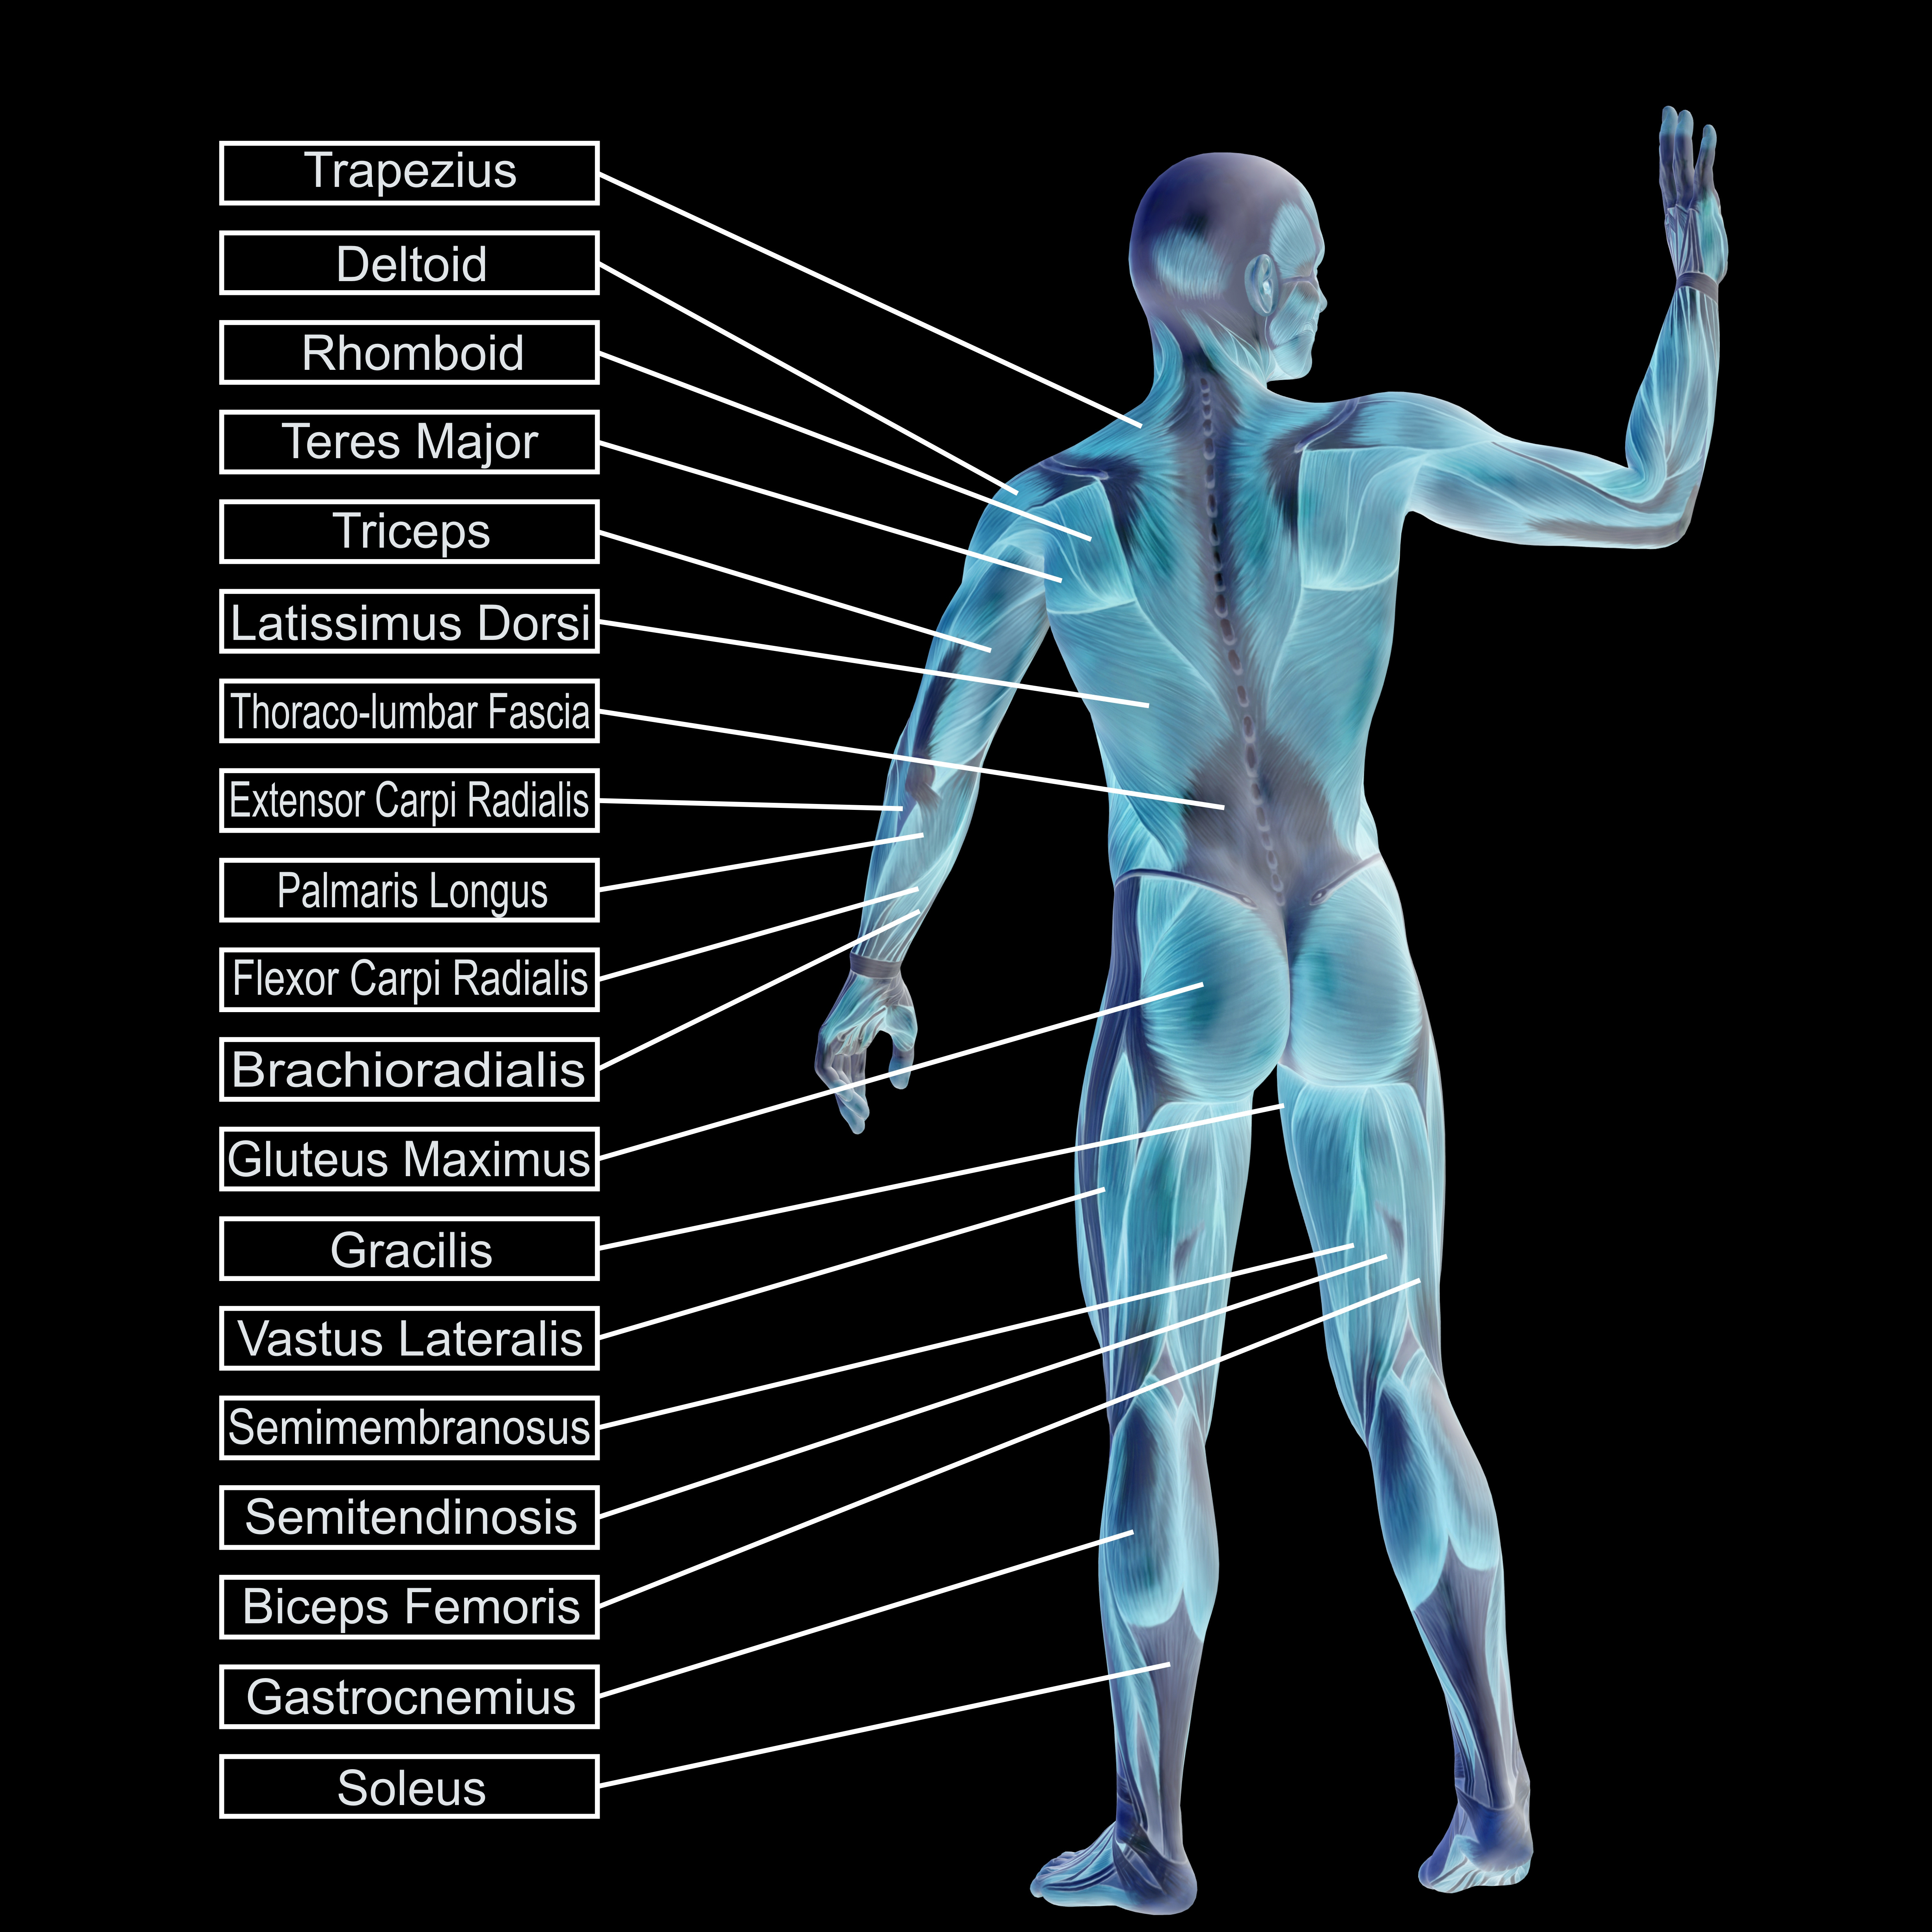 Trapezius
Deltoid
Rhomboid
Teres Major
Triceps
Latissimus Dorsi
Thoraco-lumbar Fascia
Extensor Carpi Radialis
Palmaris Longus
Flexor Carpi Radialis
Brachioradialis
Gluteus Maximus
Gracilis
Vastus Lateralis
Semimembranosus
Semitendinosis
Biceps Femoris
Gastrocnemius
Soleus